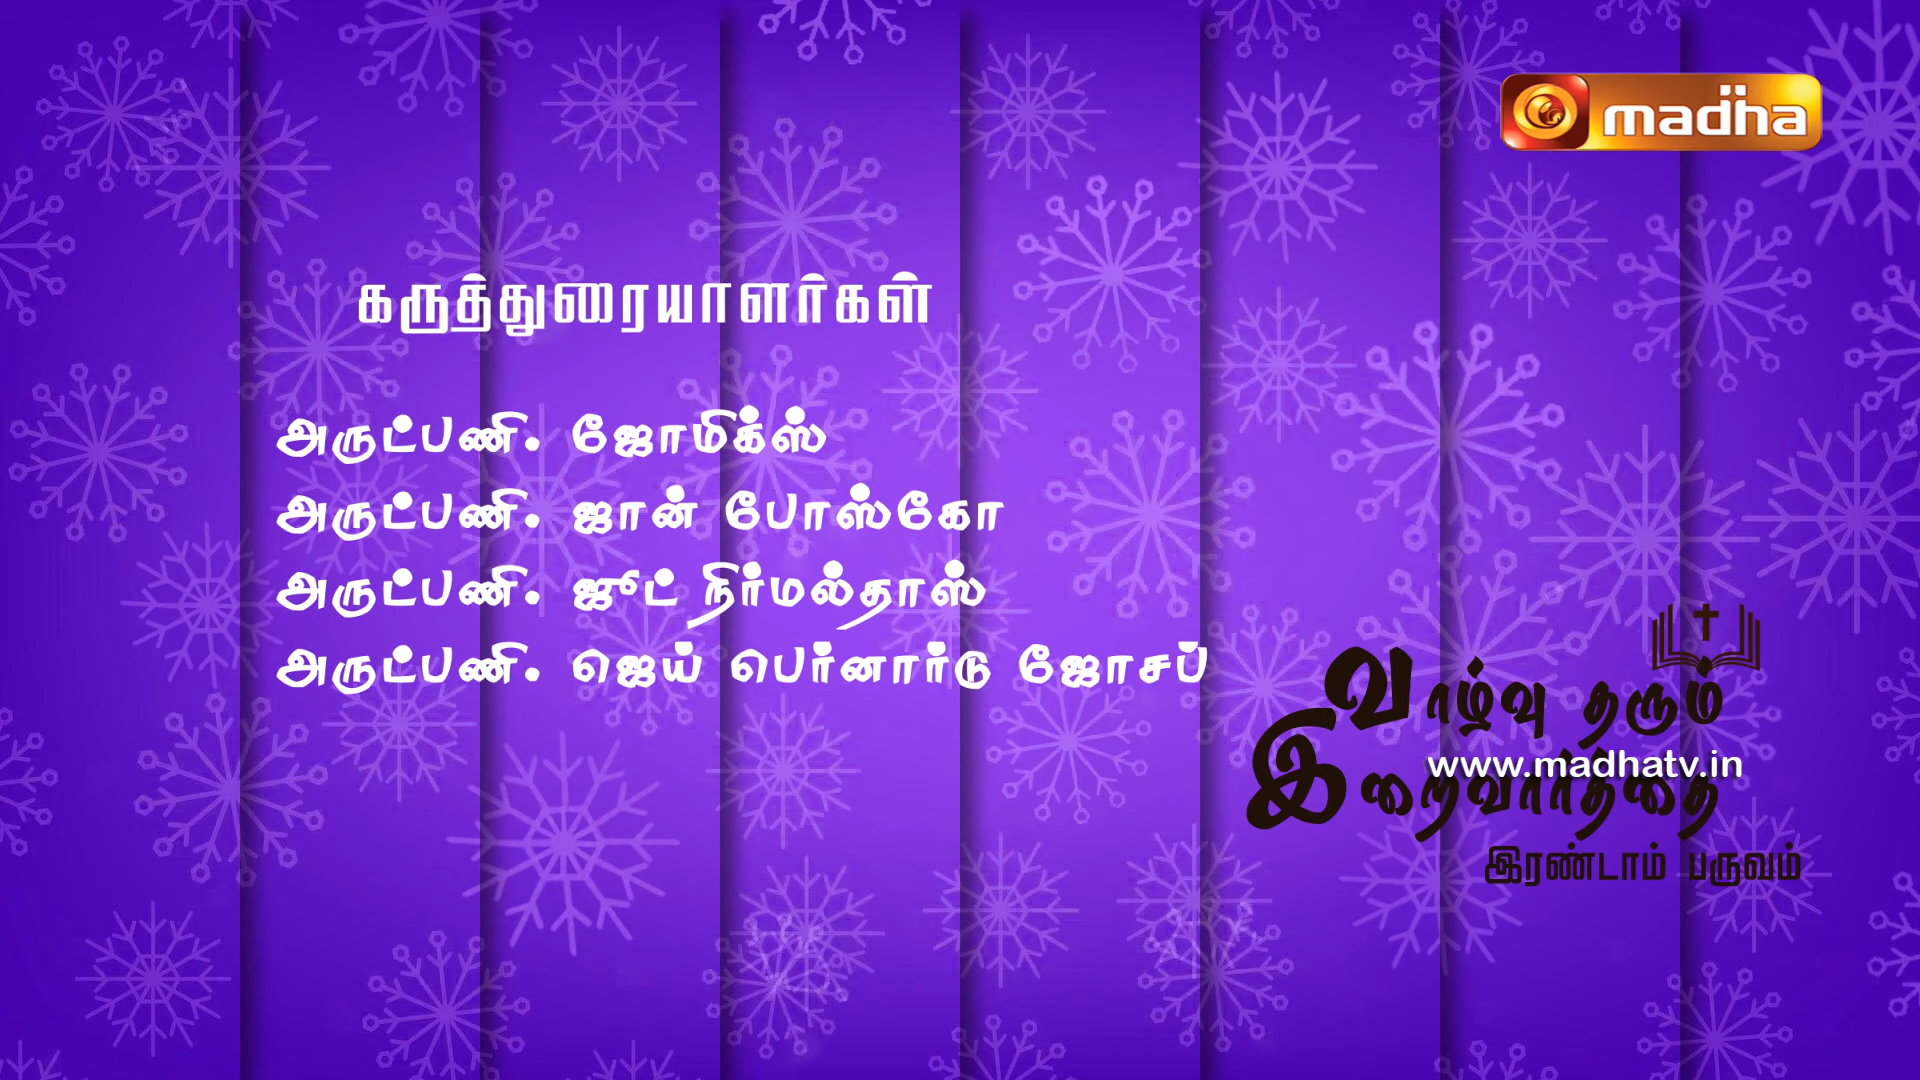 madha
கருத்துரையாளர்கள்
அருட்பணி. ஜோமிக்ஸ்
அருட்பணி. ஜான் போஸ்கோ
அருட்பணி. ஜூட் நிர்மல்தாஸ்
அருட்பணி. ஜெய் பெர்னார்டு ஜோசப்
வாழ்வு தரும்
www.madhatv.in
இறைவார்த்தை
இரண்டாம் பருவம்